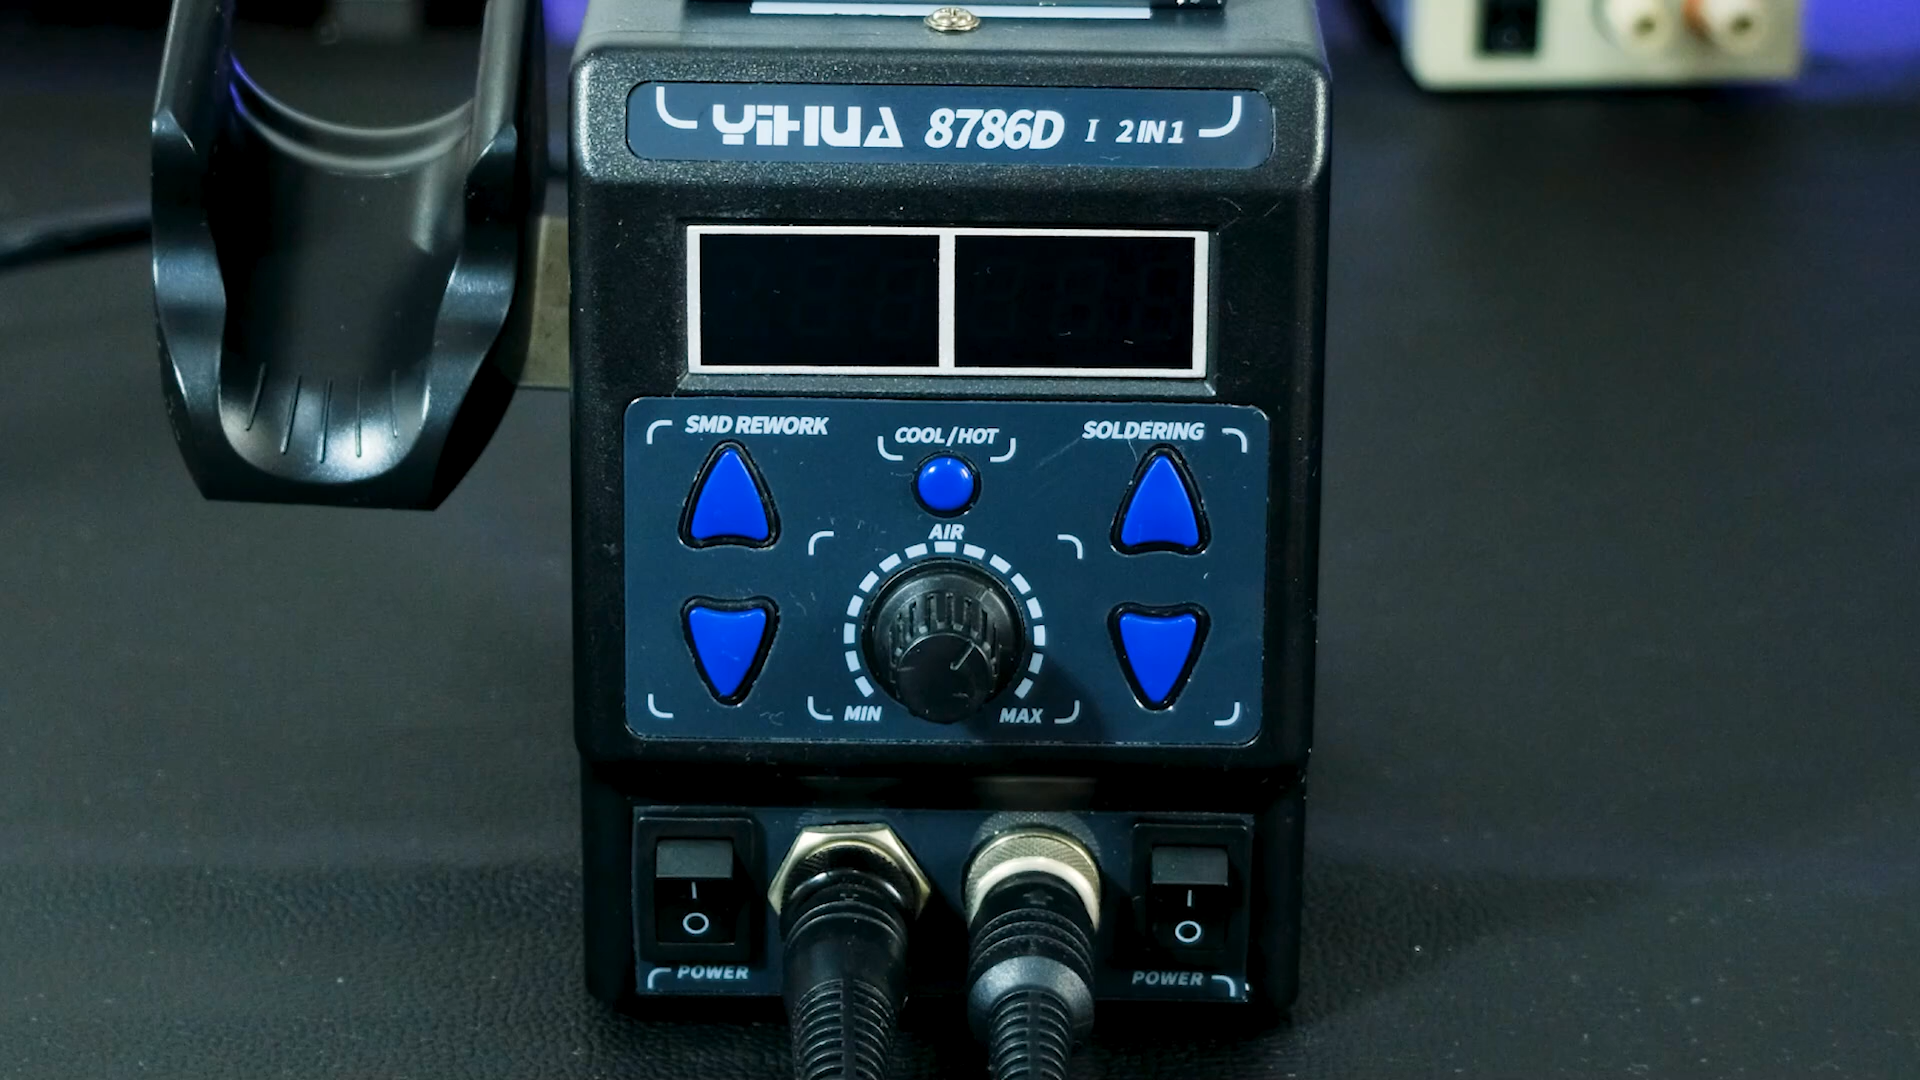 YiHUA 8786D I 2IN1
SMD REWORK
COOL/HOT
SOLDERING
AIR
MIN
MAX
I
O
I
O
POWER
POWER